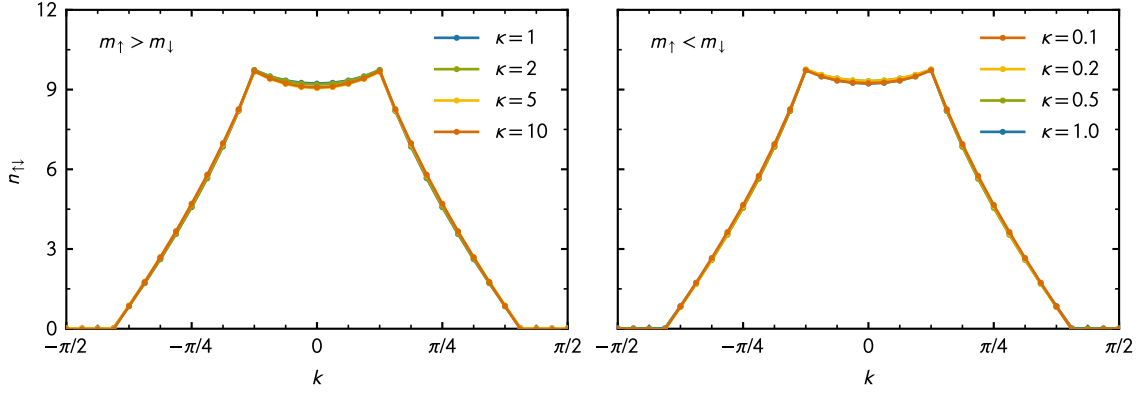 12
9
6
3
0
n↑↓
m↑ > m↓
κ = 1
κ = 2
κ = 5
κ = 10
−π/2
−π/4
0
π/4
π/2
k
m↑ < m↓
κ = 0.1
κ = 0.2
κ = 0.5
κ = 1.0
−π/2
−π/4
0
π/4
π/2
k